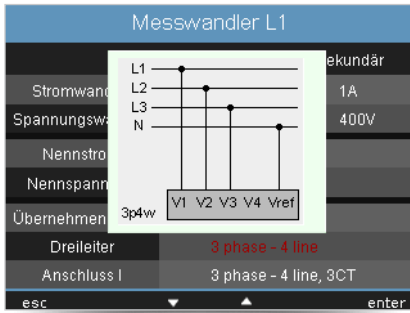 Messwandler L1
ekundär
Stromwand 1A
Spannungswa 400V
Nennstro
Nennspann
Übernehmen
Dreileiter 3 phase - 4 line
Anschluss I 3 phase - 4 line, 3CT
esc enter
L1
L2
L3
N
3p4w V1 V2 V3 V4 Vref